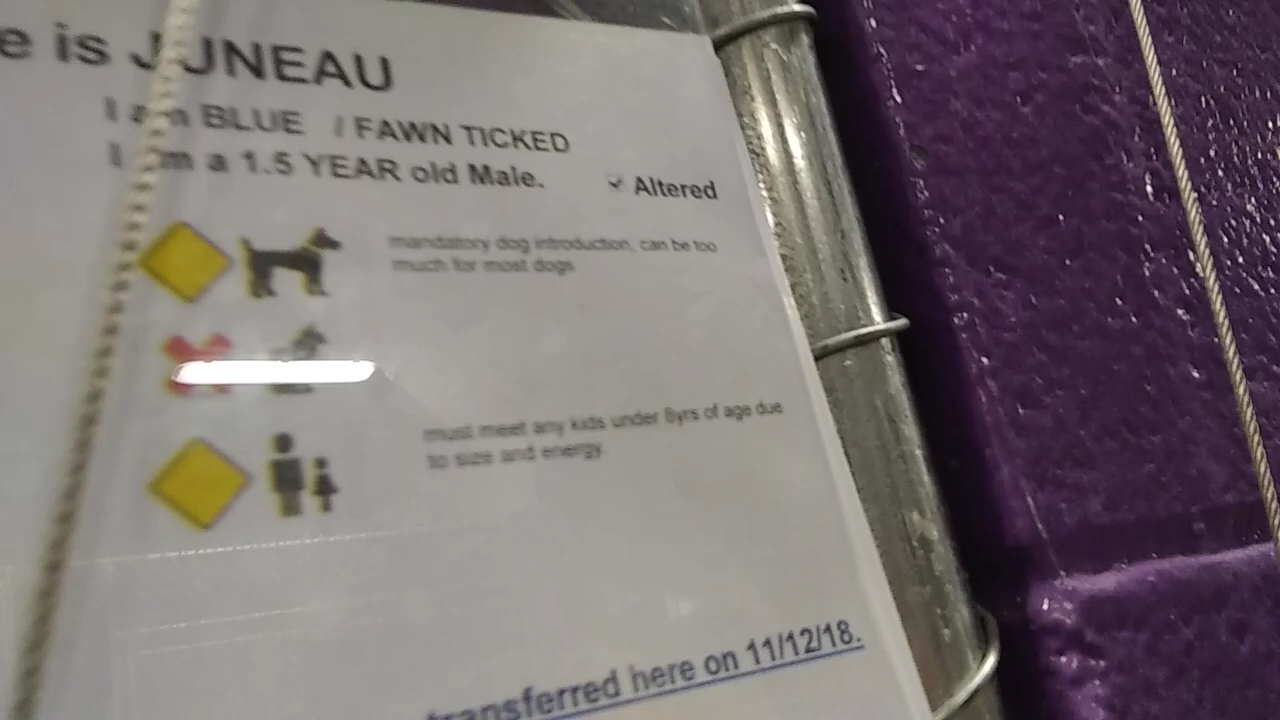 e is JUNEAU
I am BLUE / FAWN TICKED
I am a 1.5 YEAR old Male. ✓ Altered
mandatory dog introduction, can be too
much for most dogs
must meet any kids under 8yrs of age due
to size and energy.
transferred here on 11/12/18.